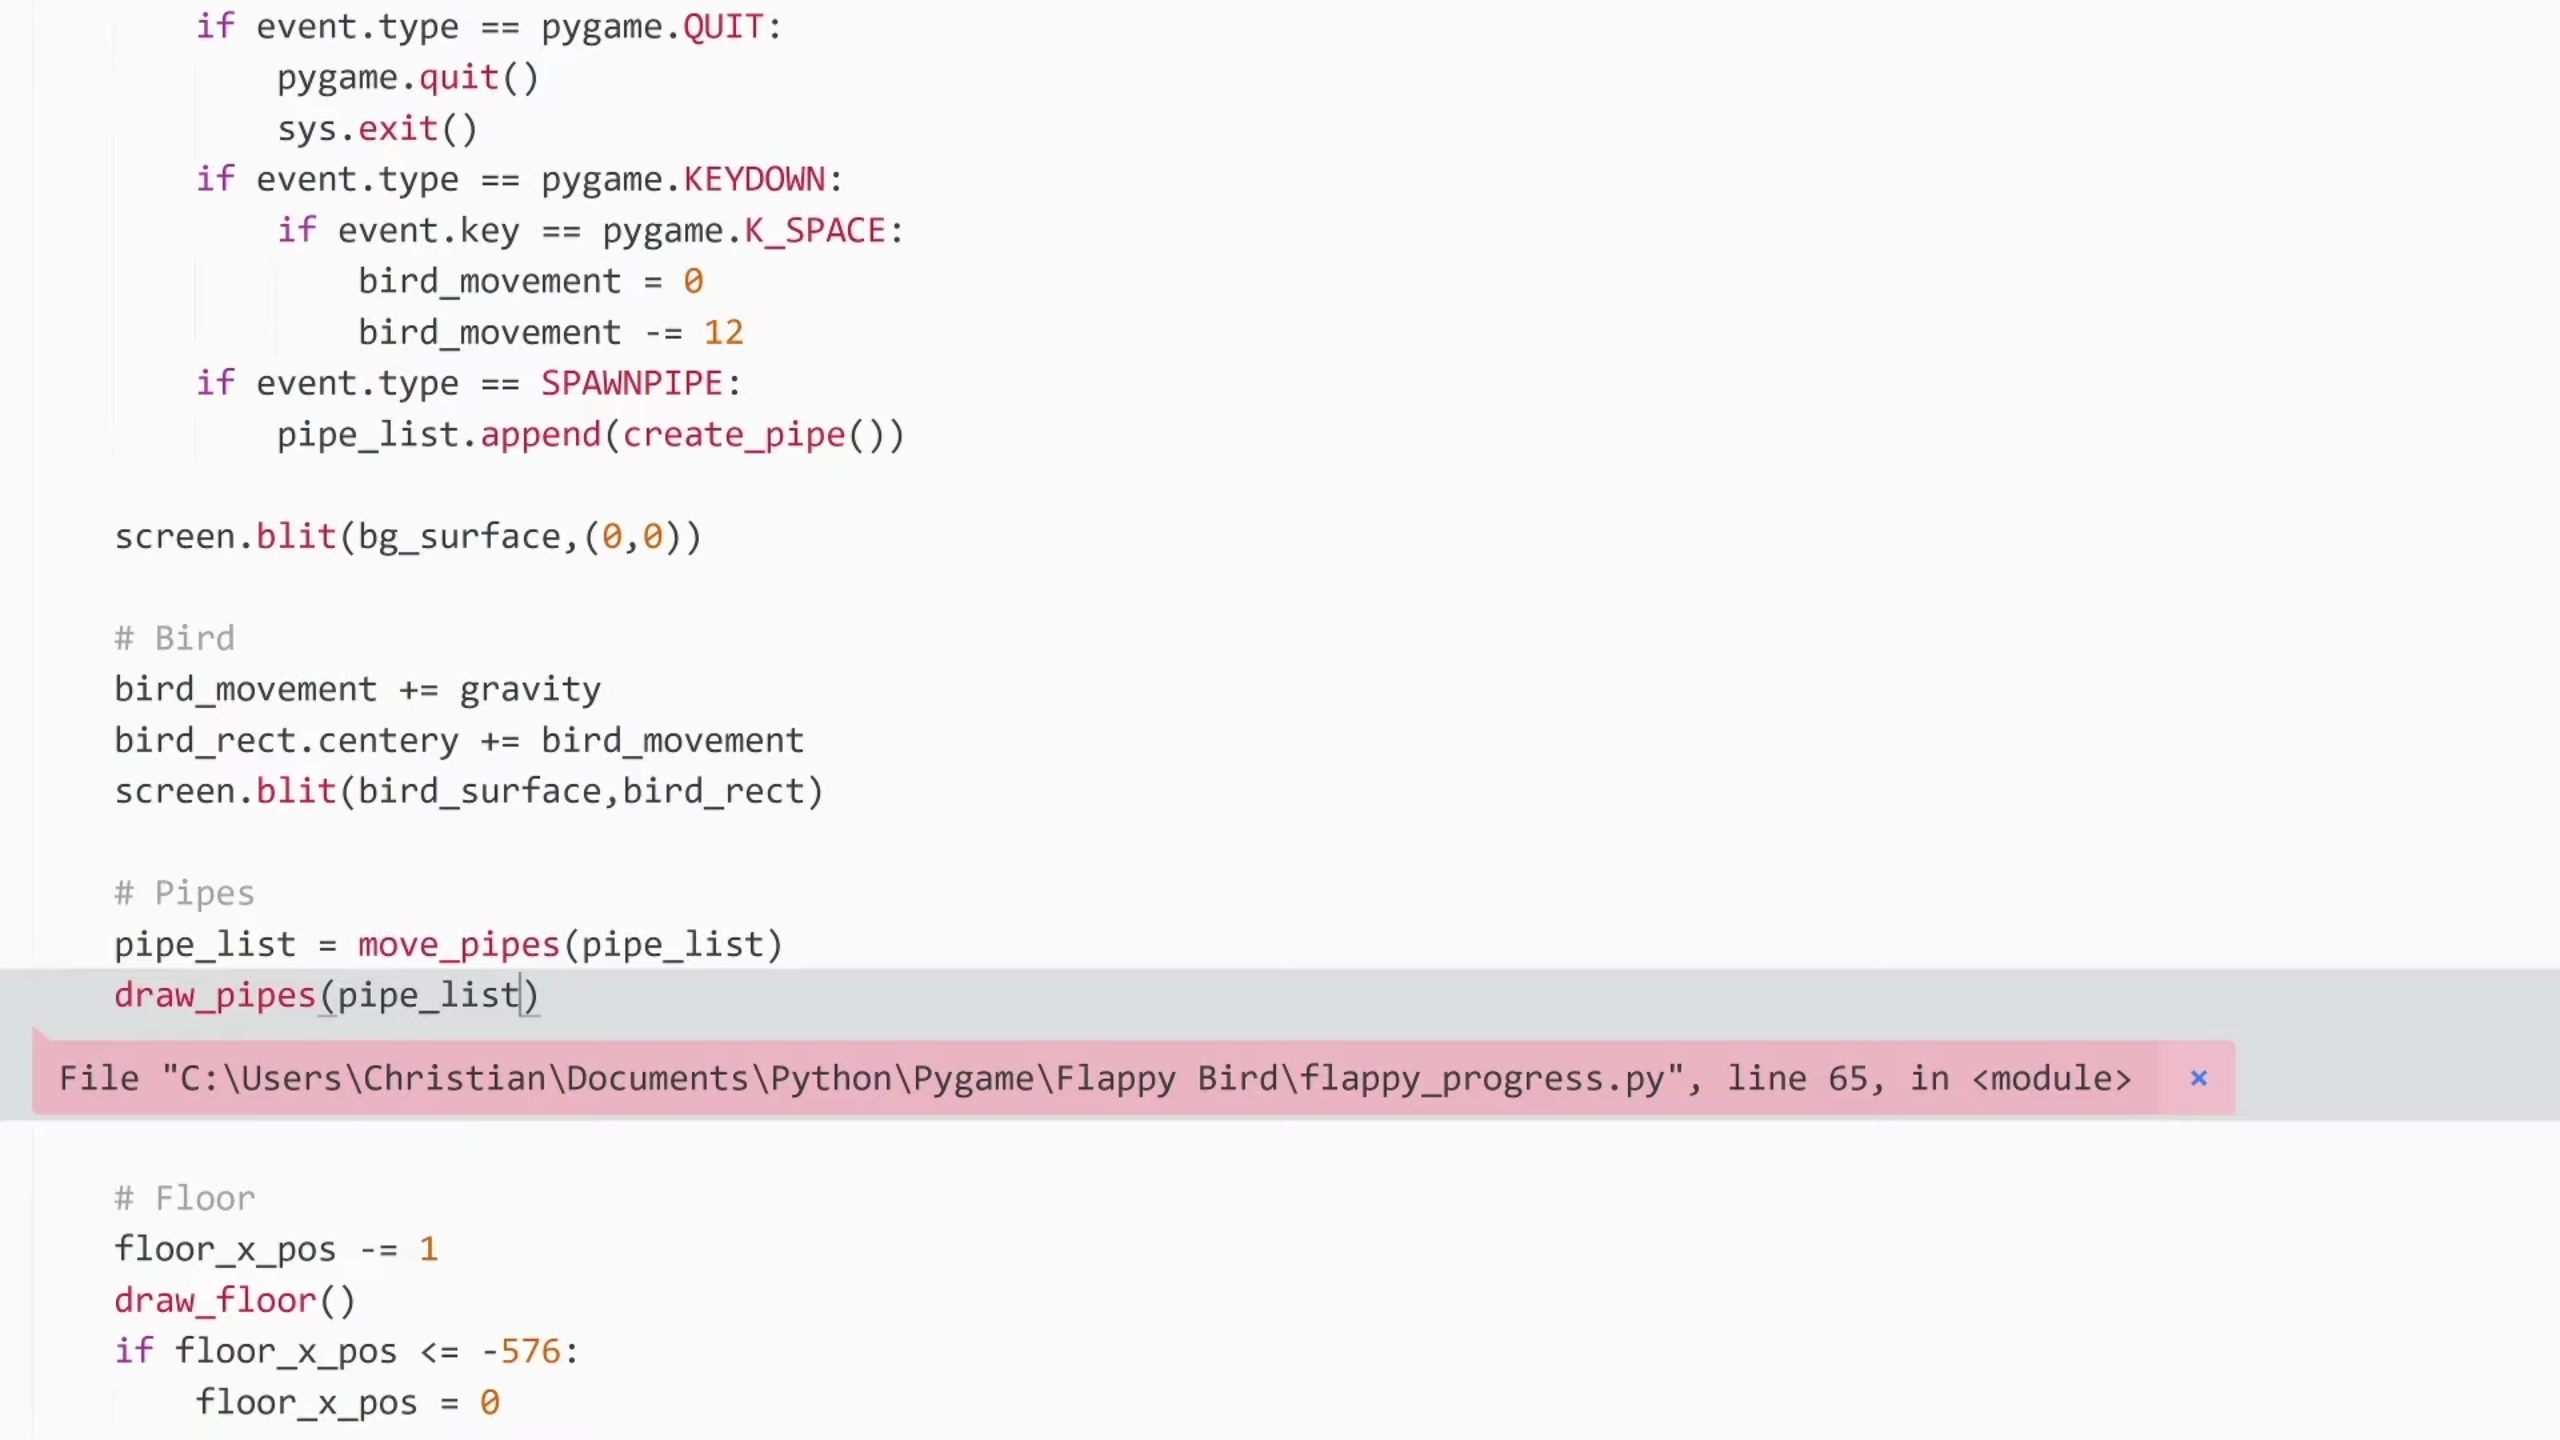 if event.type == pygame.QUIT:
pygame.quit()
sys.exit()
if event.type == pygame.KEYDOWN:
if event.key == pygame.K_SPACE:
bird_movement = 0
bird_movement -= 12
if event.type == SPAWNPIPE:
pipe_list.append(create_pipe())
screen.blit(bg_surface,(0,0))
# Bird
bird_movement += gravity
bird_rect.centery += bird_movement
screen.blit(bird_surface,bird_rect)
# Pipes
pipe_list = move_pipes(pipe_list)
draw_pipes(pipe_list)
File "C:\Users\Christian\Documents\Python\Pygame\Flappy Bird\flappy_progress.py", line 65, in <module> ×
# Floor
floor_x_pos -= 1
draw_floor()
if floor_x_pos <= -576:
floor_x_pos = 0